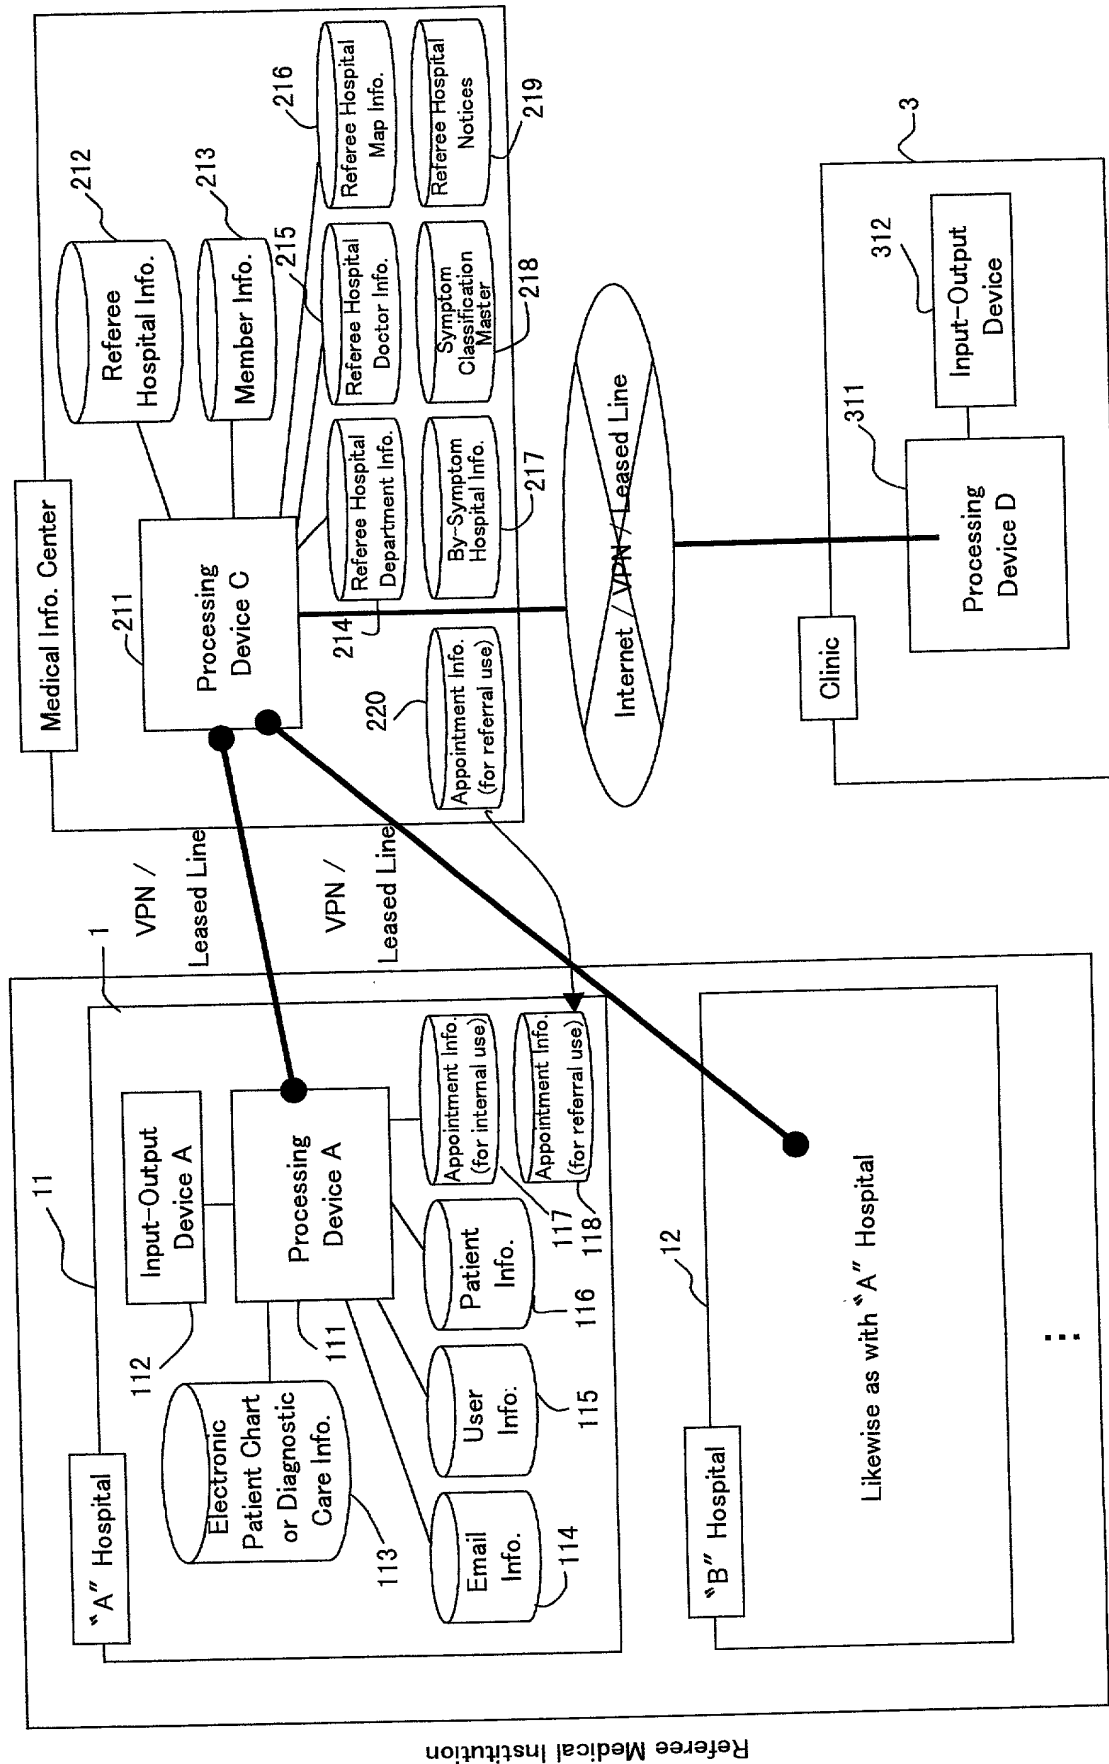 Referee Medical Institution
1
11
"A" Hospital
112
Input-Output
Device A
Electronic
Patient Chart
or Diagnostic
Care Info.
113
111
Processing
Device A
Email
Info.
114
User
Info:
115
Patient
Info.
116
Appointment Info.
(for internal use)
117
Appointment Info.
(for referral use)
118
12
"B" Hospital
Likewise as with "A" Hospital
VPN /
Leased Line
VPN /
Leased Line
Medical Info. Center
211
Processing
Device C
212
Referee
Hospital Info.
213
Member Info.
214
Referee Hospital
Department Info.
215
Referee Hospital
Doctor Info.
216
Referee Hospital
Map Info.
220
Appointment Info.
(for referral use)
By-Symptom
Hospital Info.
217
Symptom
Classification
Master
218
Referee Hospital
Notices
219
Internet / VPN / Leased Line
3
Clinic
311
Processing
Device D
312
Input-Output
Device